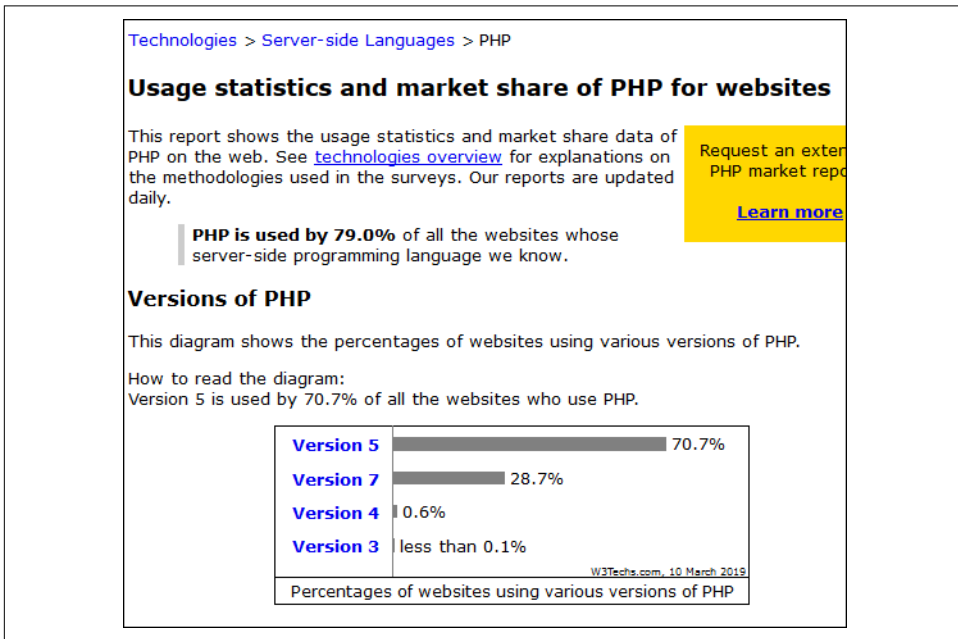 Technologies > Server-side Languages > PHP
Usage statistics and market share of PHP for websites
This report shows the usage statistics and market share data of
PHP on the web. See technologies overview for explanations on
the methodologies used in the surveys. Our reports are updated
daily.
Request an exten
PHP market repo
Learn more
PHP is used by 79.0% of all the websites whose
server-side programming language we know.
Versions of PHP
This diagram shows the percentages of websites using various versions of PHP.
How to read the diagram:
Version 5 is used by 70.7% of all the websites who use PHP.
Version 5 70.7%
Version 7 28.7%
Version 4 0.6%
Version 3 less than 0.1%
W3Techs.com, 10 March 2019
Percentages of websites using various versions of PHP